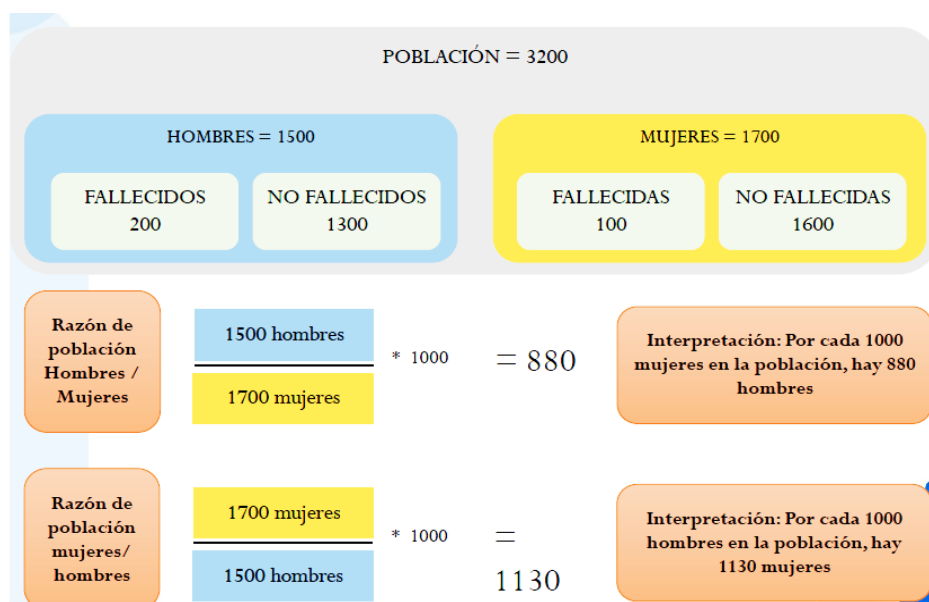 POBLACIÓN = 3200
HOMBRES = 1500
FALLECIDOS
200
NO FALLECIDOS
1300
MUJERES = 1700
FALLECIDAS
100
NO FALLECIDAS
1600
Razón de
población
Hombres /
Mujeres
1500 hombres
1700 mujeres
* 1000
= 880
Interpretación: Por cada 1000
mujeres en la población, hay 880
hombres
Razón de
población
mujeres/
hombres
1700 mujeres
1500 hombres
* 1000
=
1130
Interpretación: Por cada 1000
hombres en la población, hay
1130 mujeres